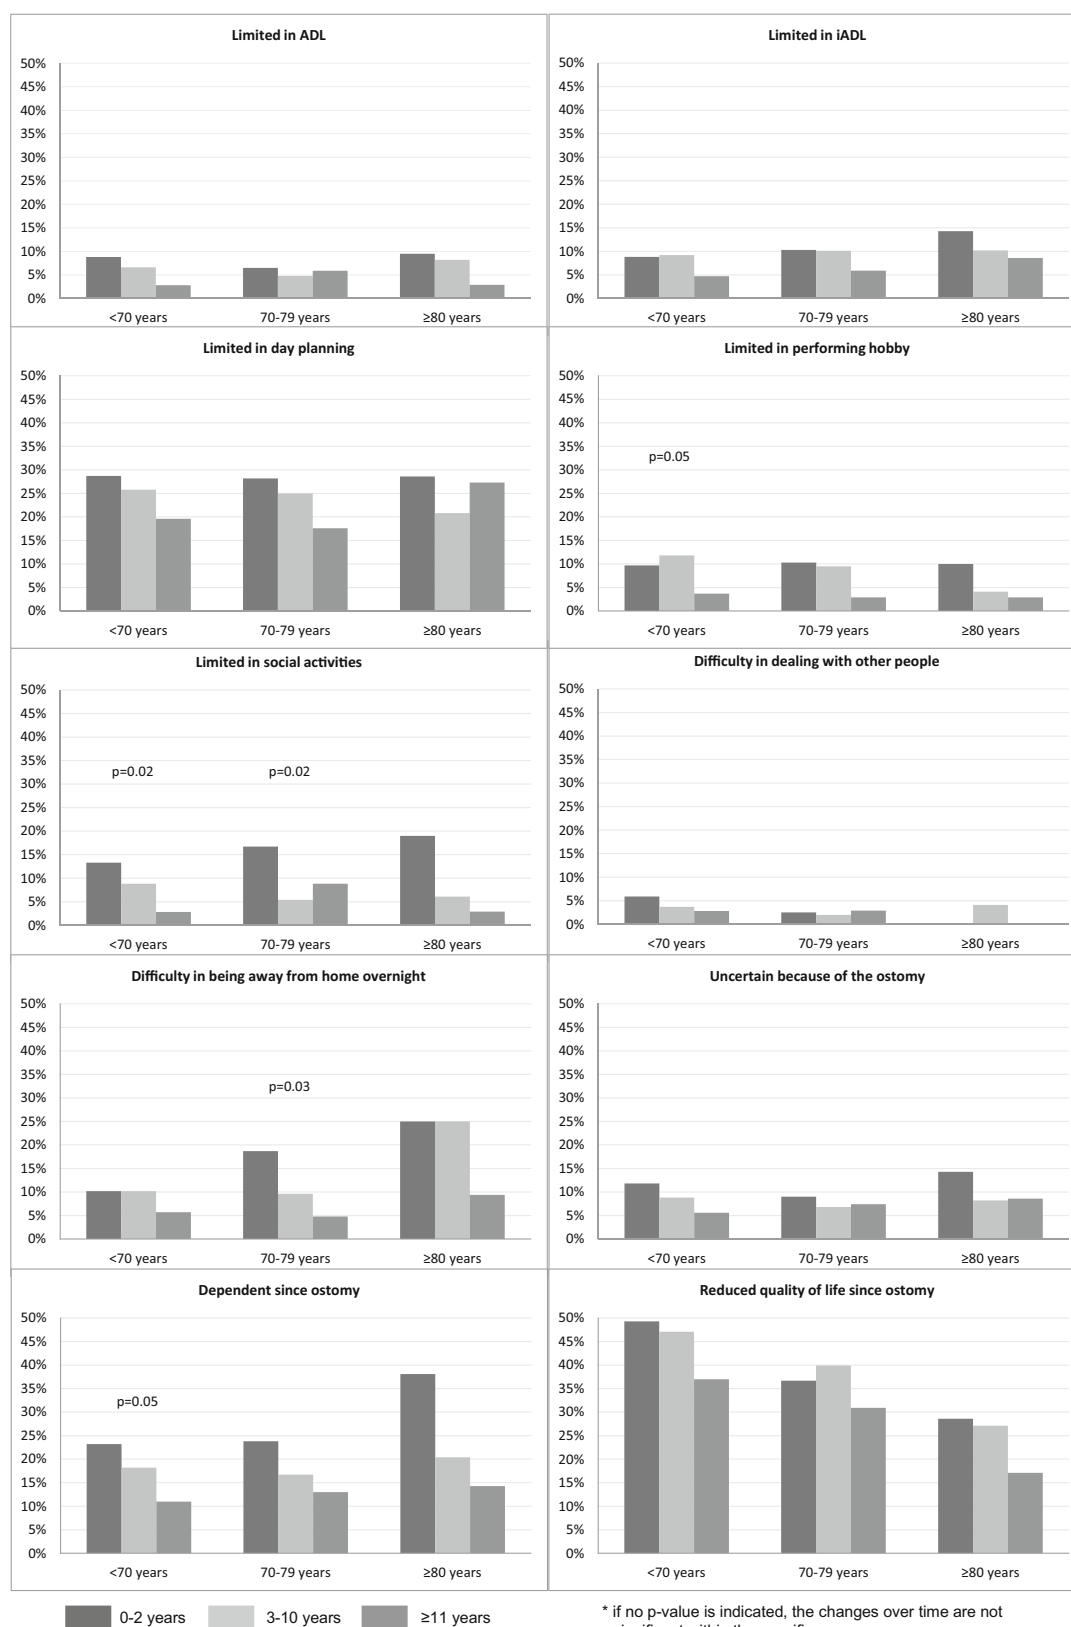 Limited in ADL
50%
45%
40%
35%
30%
25%
20%
15%
10%
5%
0%
<70 years
70-79 years
≥80 years
Limited in iADL
50%
45%
40%
35%
30%
25%
20%
15%
10%
5%
0%
<70 years
70-79 years
≥80 years
Limited in day planning
50%
45%
40%
35%
30%
25%
20%
15%
10%
5%
0%
<70 years
70-79 years
≥80 years
Limited in performing hobby
50%
45%
40%
35%
p=0.05
30%
25%
20%
15%
10%
5%
0%
<70 years
70-79 years
≥80 years
Limited in social activities
50%
45%
40%
35%
p=0.02
p=0.02
30%
25%
20%
15%
10%
5%
0%
<70 years
70-79 years
≥80 years
Difficulty in dealing with other people
50%
45%
40%
35%
30%
25%
20%
15%
10%
5%
0%
<70 years
70-79 years
≥80 years
Difficulty in being away from home overnight
50%
45%
40%
35%
p=0.03
30%
25%
20%
15%
10%
5%
0%
<70 years
70-79 years
≥80 years
Uncertain because of the ostomy
50%
45%
40%
35%
30%
25%
20%
15%
10%
5%
0%
<70 years
70-79 years
≥80 years
Dependent since ostomy
50%
45%
40%
35%
p=0.05
30%
25%
20%
15%
10%
5%
0%
<70 years
70-79 years
≥80 years
Reduced quality of life since ostomy
50%
45%
40%
35%
30%
25%
20%
15%
10%
5%
0%
<70 years
70-79 years
≥80 years
0-2 years
3-10 years
≥11 years
* if no p-value is indicated, the changes over time are not